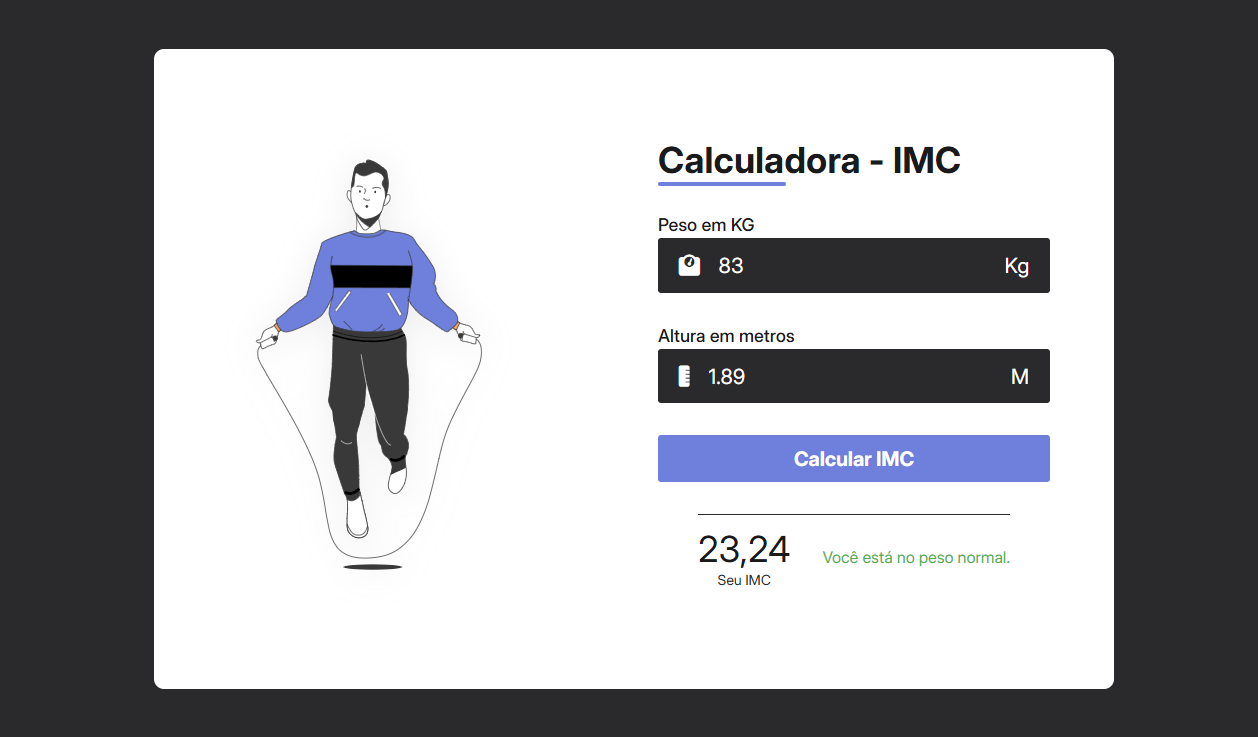 Calculadora - IMC
Peso em KG
83 Kg
Altura em metros
1.89 M
Calcular IMC
23,24 Você está no peso normal.
Seu IMC